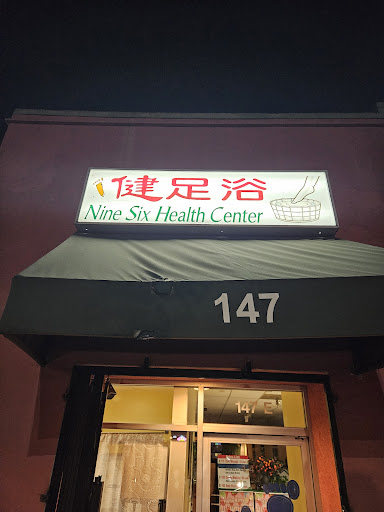 健足浴
Nine Six Health Center
147
147 E